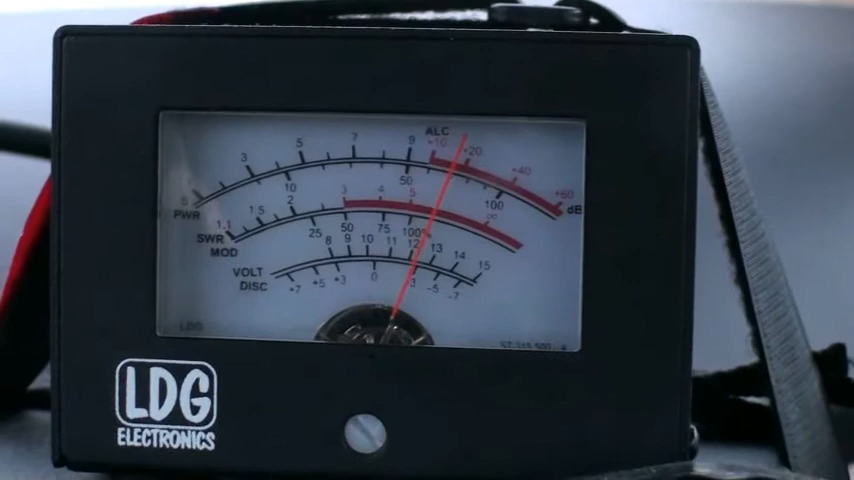 ALC
S 3 5 7 9 +10 +20 +40 +60 dB
PWR 10 50 100
SWR 1.1 1.5 2 3 4 5 ∞
MOD 25 50 75 100%
VOLT 8 9 10 11 12 13 14 15
DISC +7 +5 +3 0 -3 -5 -7
LDG
LDG
ELECTRONICS